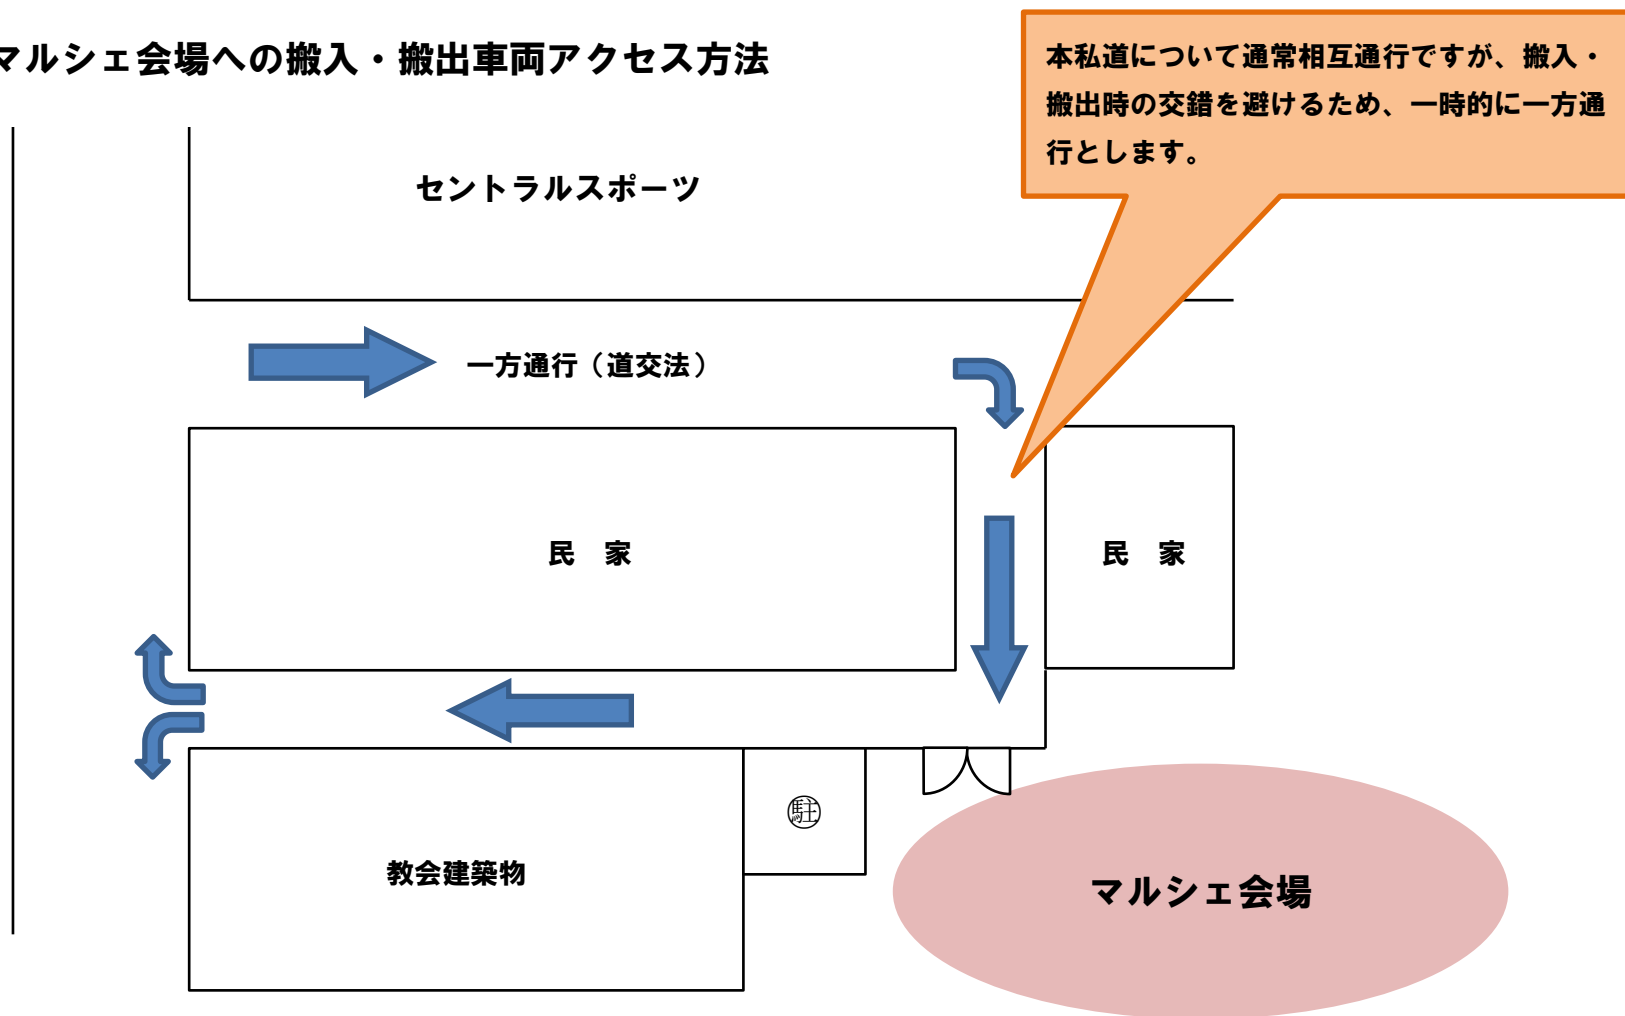 マルシェ会場への搬入・搬出車両アクセス方法
本私道について通常相互通行ですが、搬入・
搬出時の交錯を避けるため、一時的に一方通
行とします。
セントラルスポーツ
一方通行（道交法）
民　家
民　家
㊟駐
教会建築物
マルシェ会場